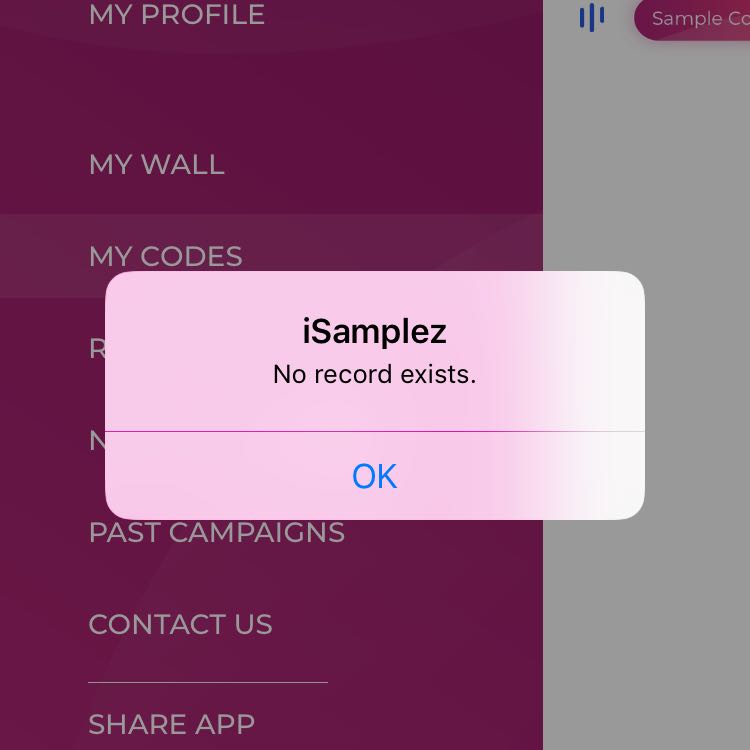 MY PROFILE
Sample Co
MY WALL
MY CODES
iSamplez
No record exists.
OK
PAST CAMPAIGNS
CONTACT US
SHARE APP